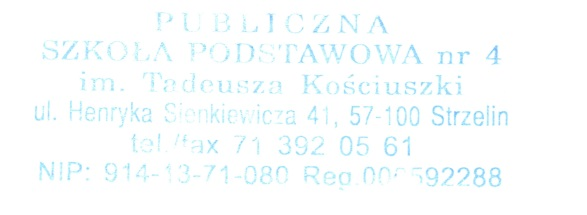 PUBLICZNA
SZKOŁA PODSTAWOWA nr 4
im. Tadeusza Kościuszki
ul. Henryka Sienkiewicza 41, 57-100 Strzelin
tel./fax 71 392 05 61
NIP: 914-13-71-080 Reg.